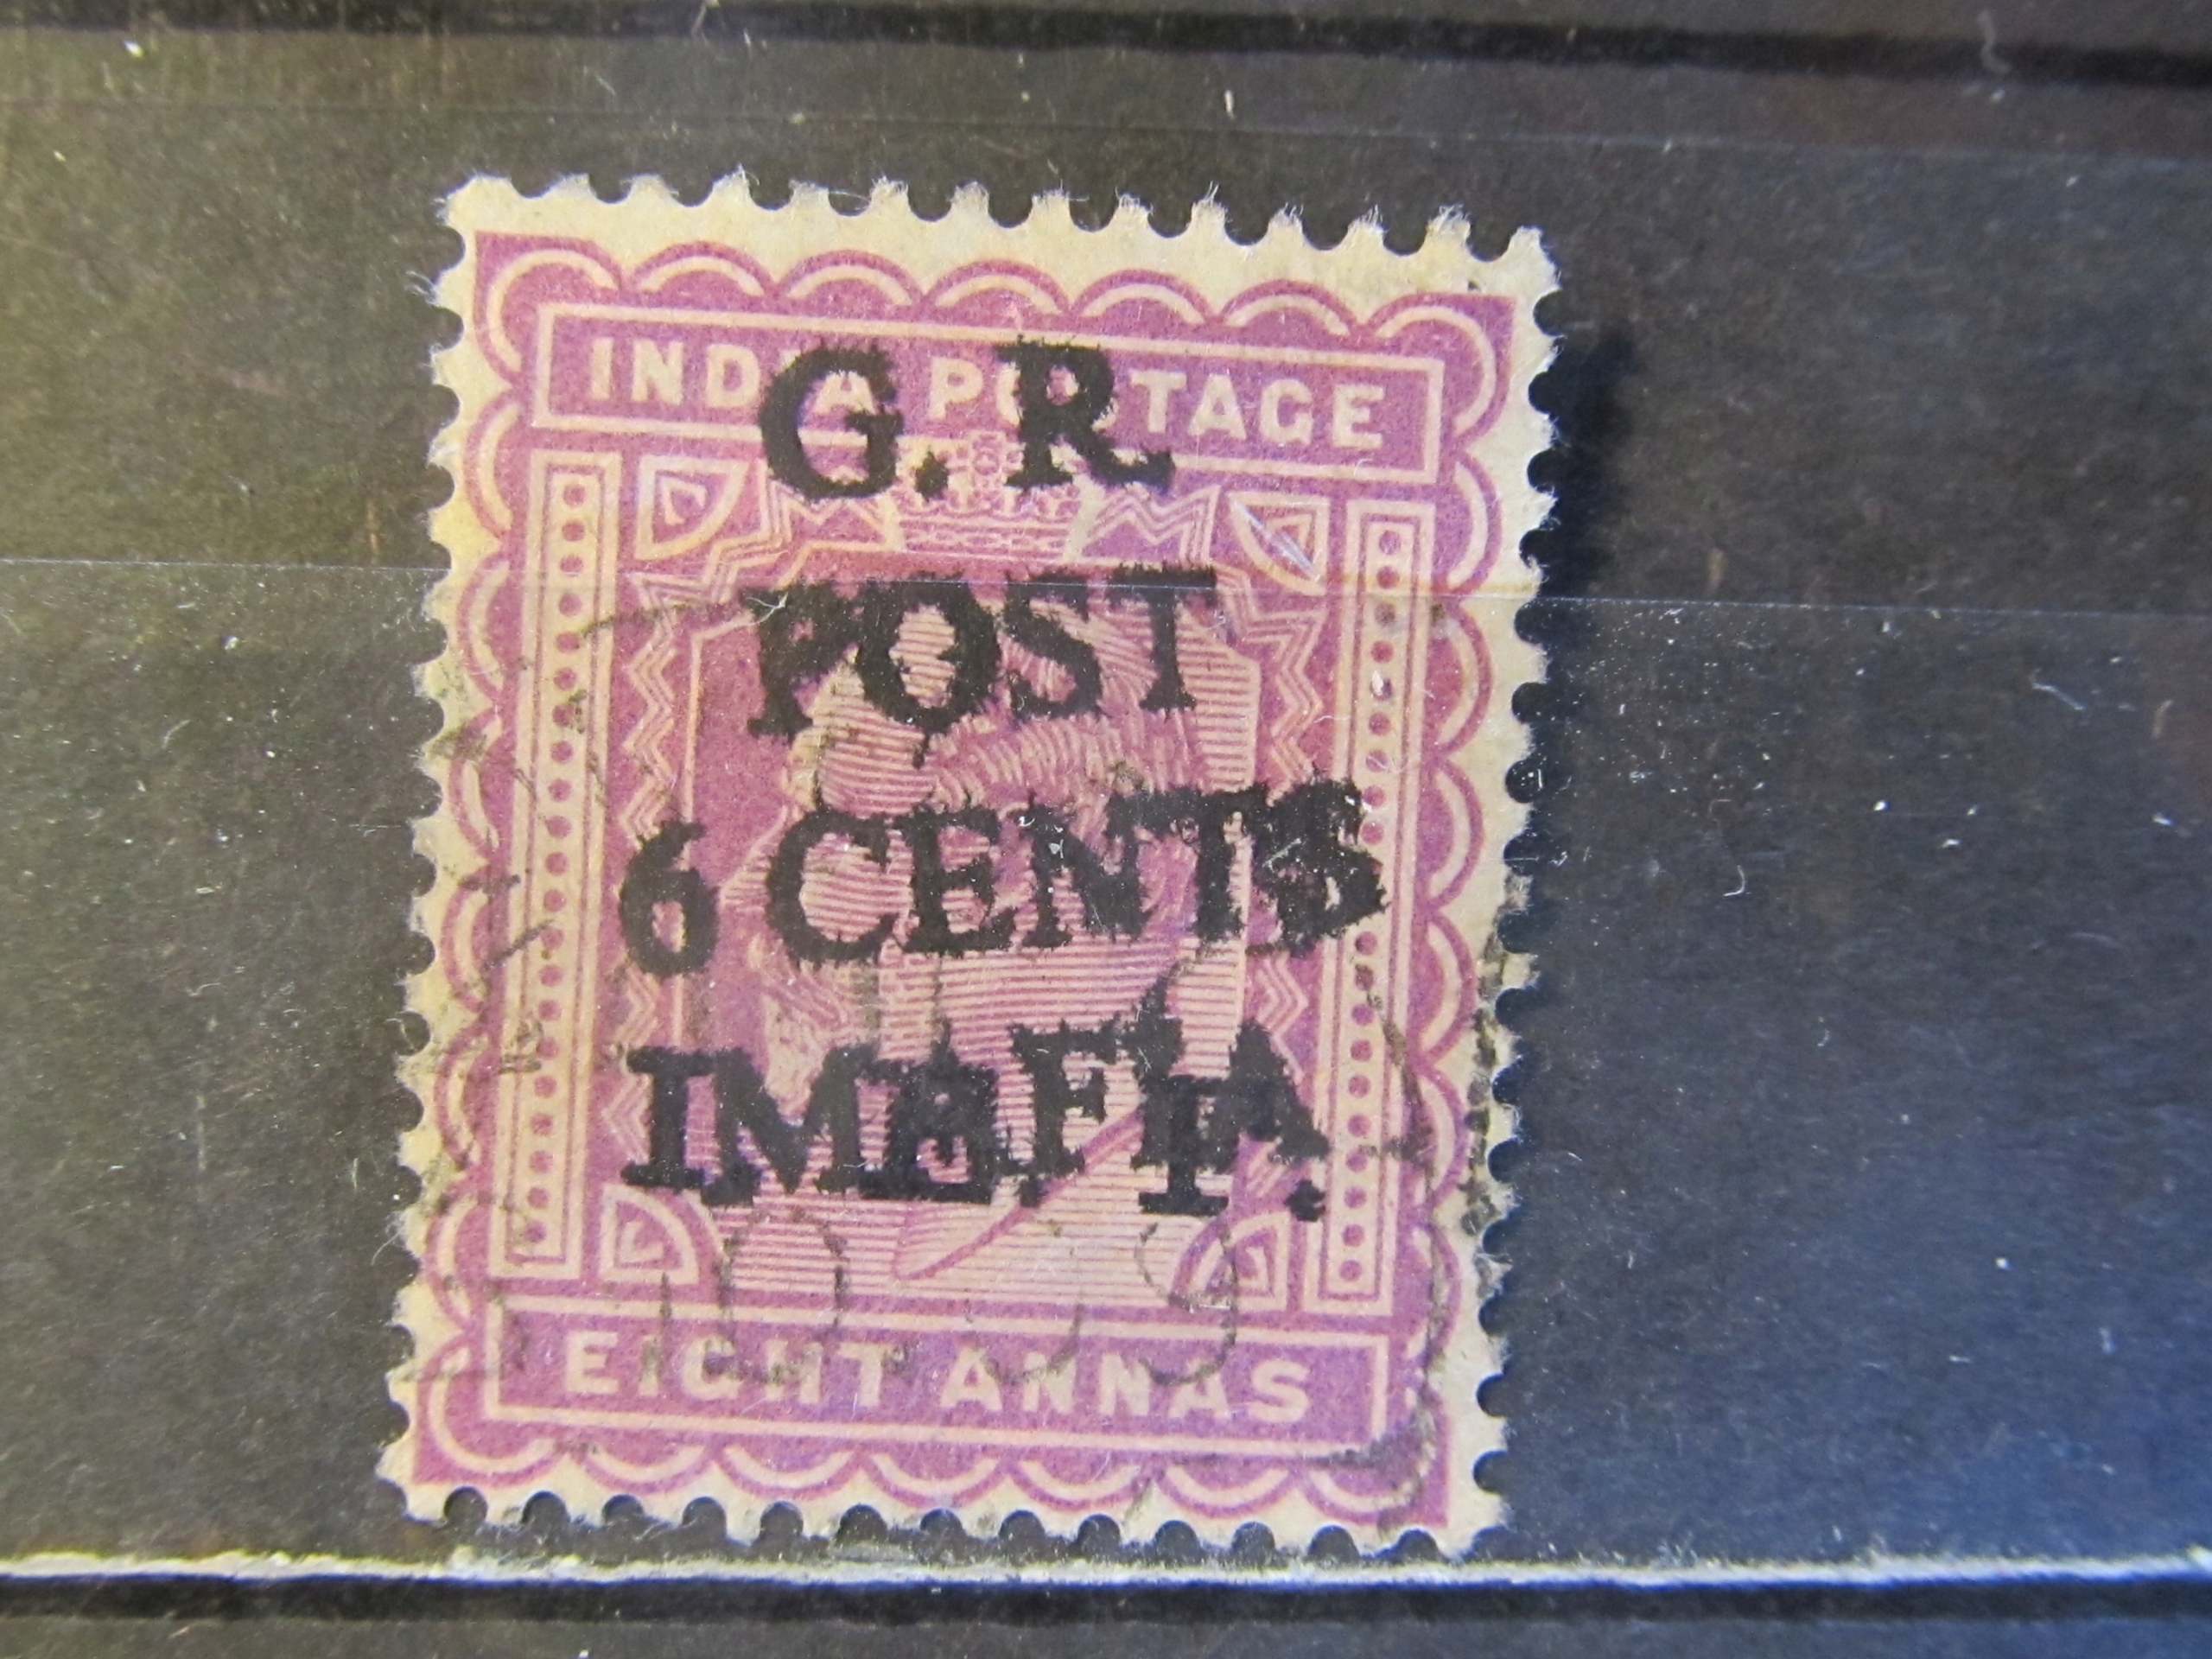 INDIA POSTAGE
G. R
POST
6 CENTS
EIGHT ANNAS